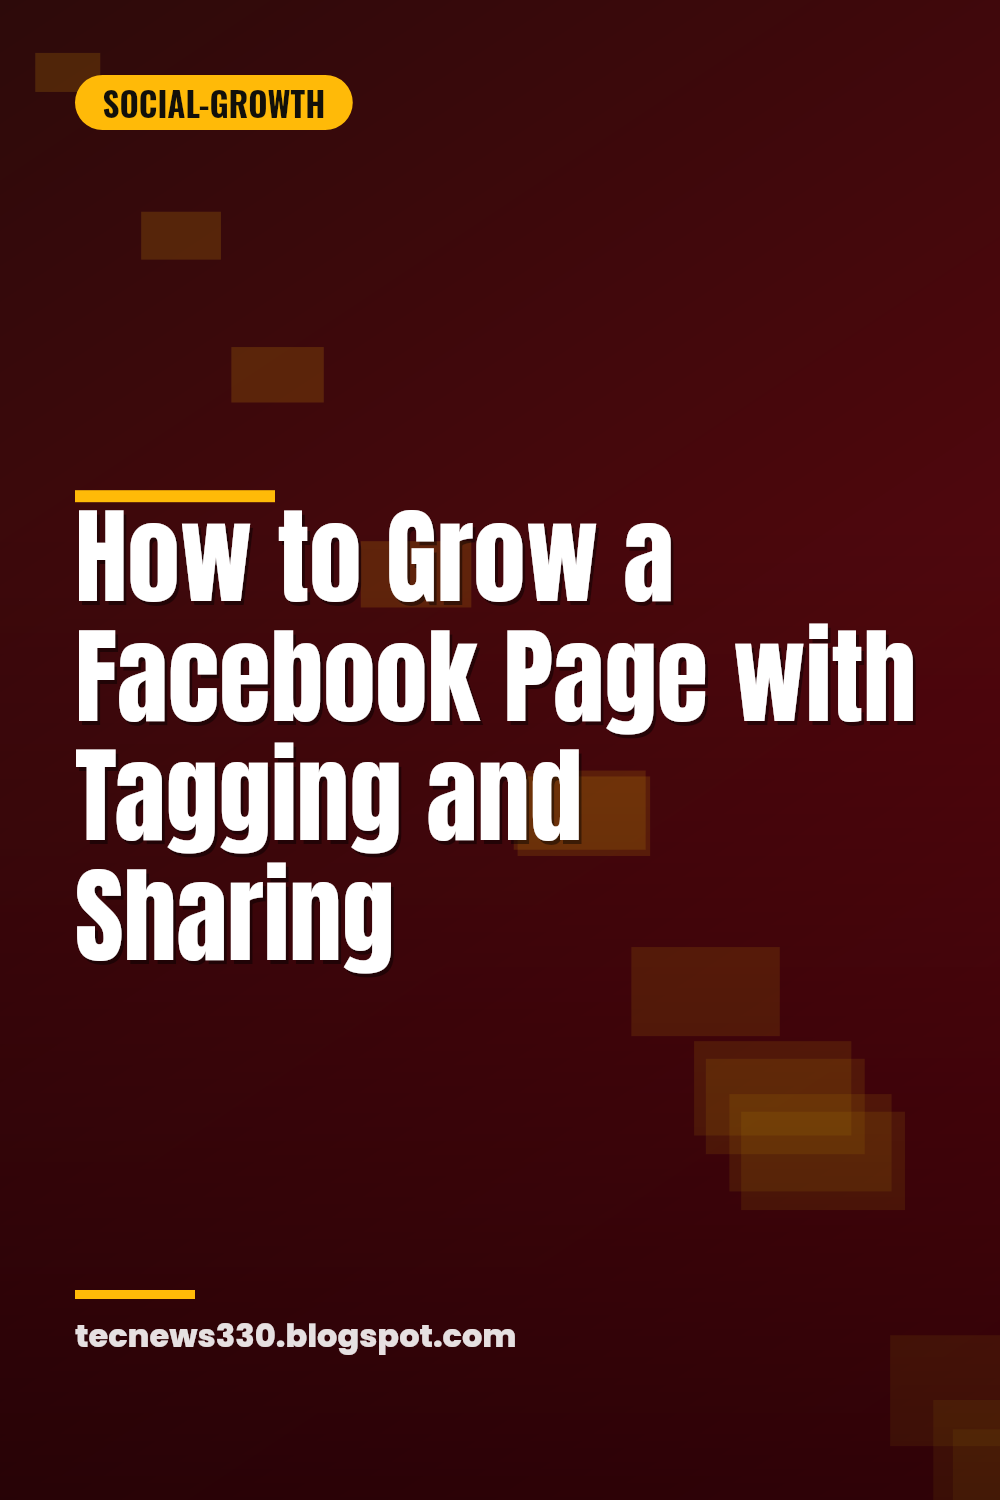 SOCIAL-GROWTH
How to Grow a
Facebook Page with
Tagging and
Sharing
tecnews330.blogspot.com